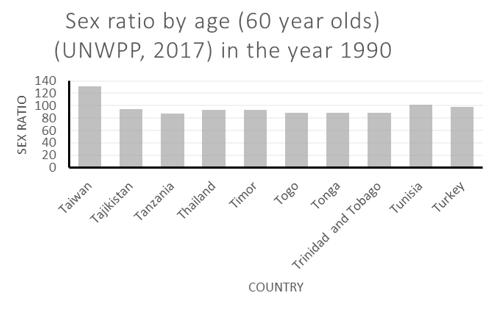 Sex ratio by age (60 year olds)
(UNWPP, 2017) in the year 1990
140
120
100
80
60
40
20
0
SEX RATIO
Taiwan
Tajikistan
Tanzania
Thailand
Timor
Togo
Tonga
Trinidad and Tobago
Tunisia
Turkey
COUNTRY